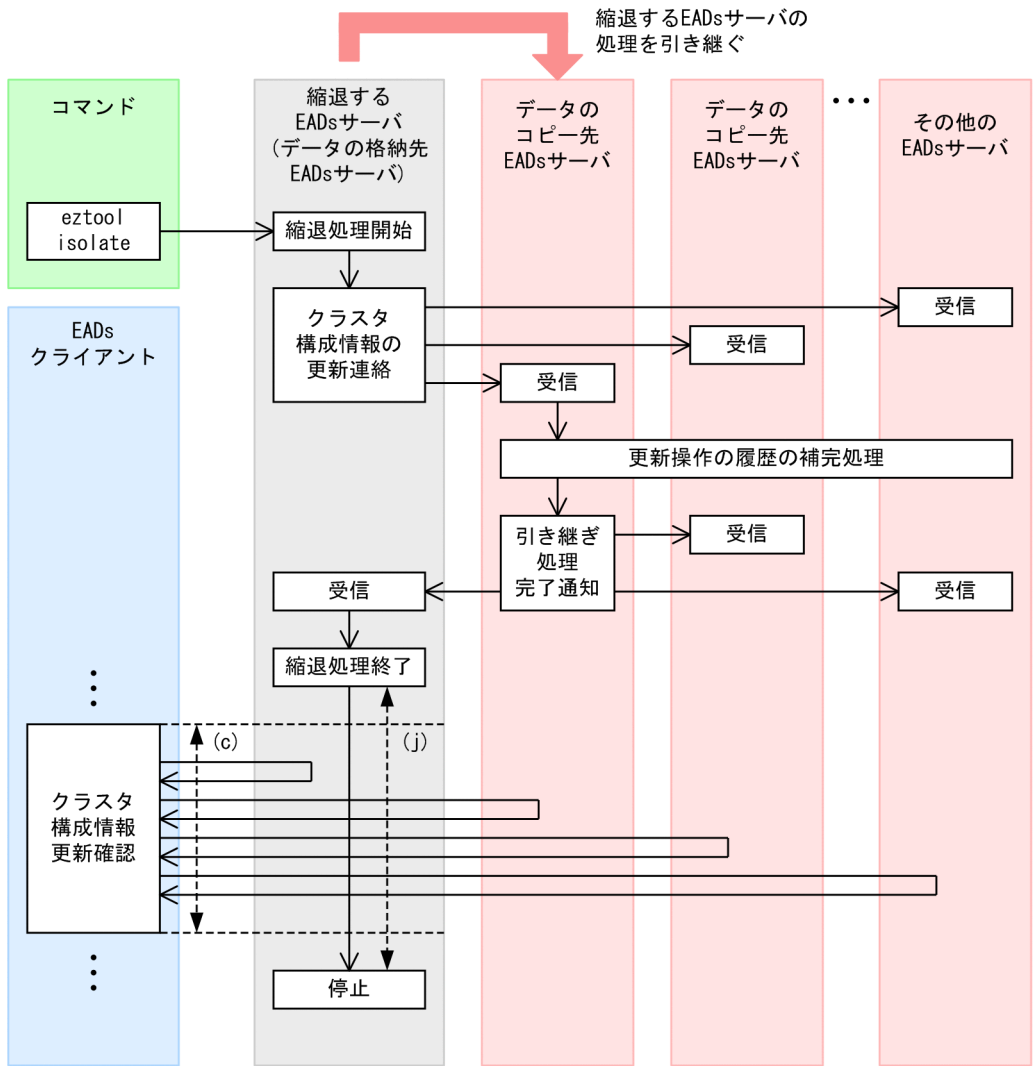 縮退するEADsサーバの
処理を引き継ぐ
コマンド
縮退する
EADsサーバ
(データの格納先
EADsサーバ)
データの
コピー先
EADsサーバ
データの
コピー先
EADsサーバ
･･･
その他の
EADsサーバ
eztool
isolate
縮退処理開始
EADs
クライアント
クラスタ
構成情報の
更新連絡
受信
受信
受信
更新操作の履歴の補完処理
引き継ぎ
処理
完了通知
受信
受信
受信
縮退処理終了
(c)
(j)
クラスタ
構成情報
更新確認
停止